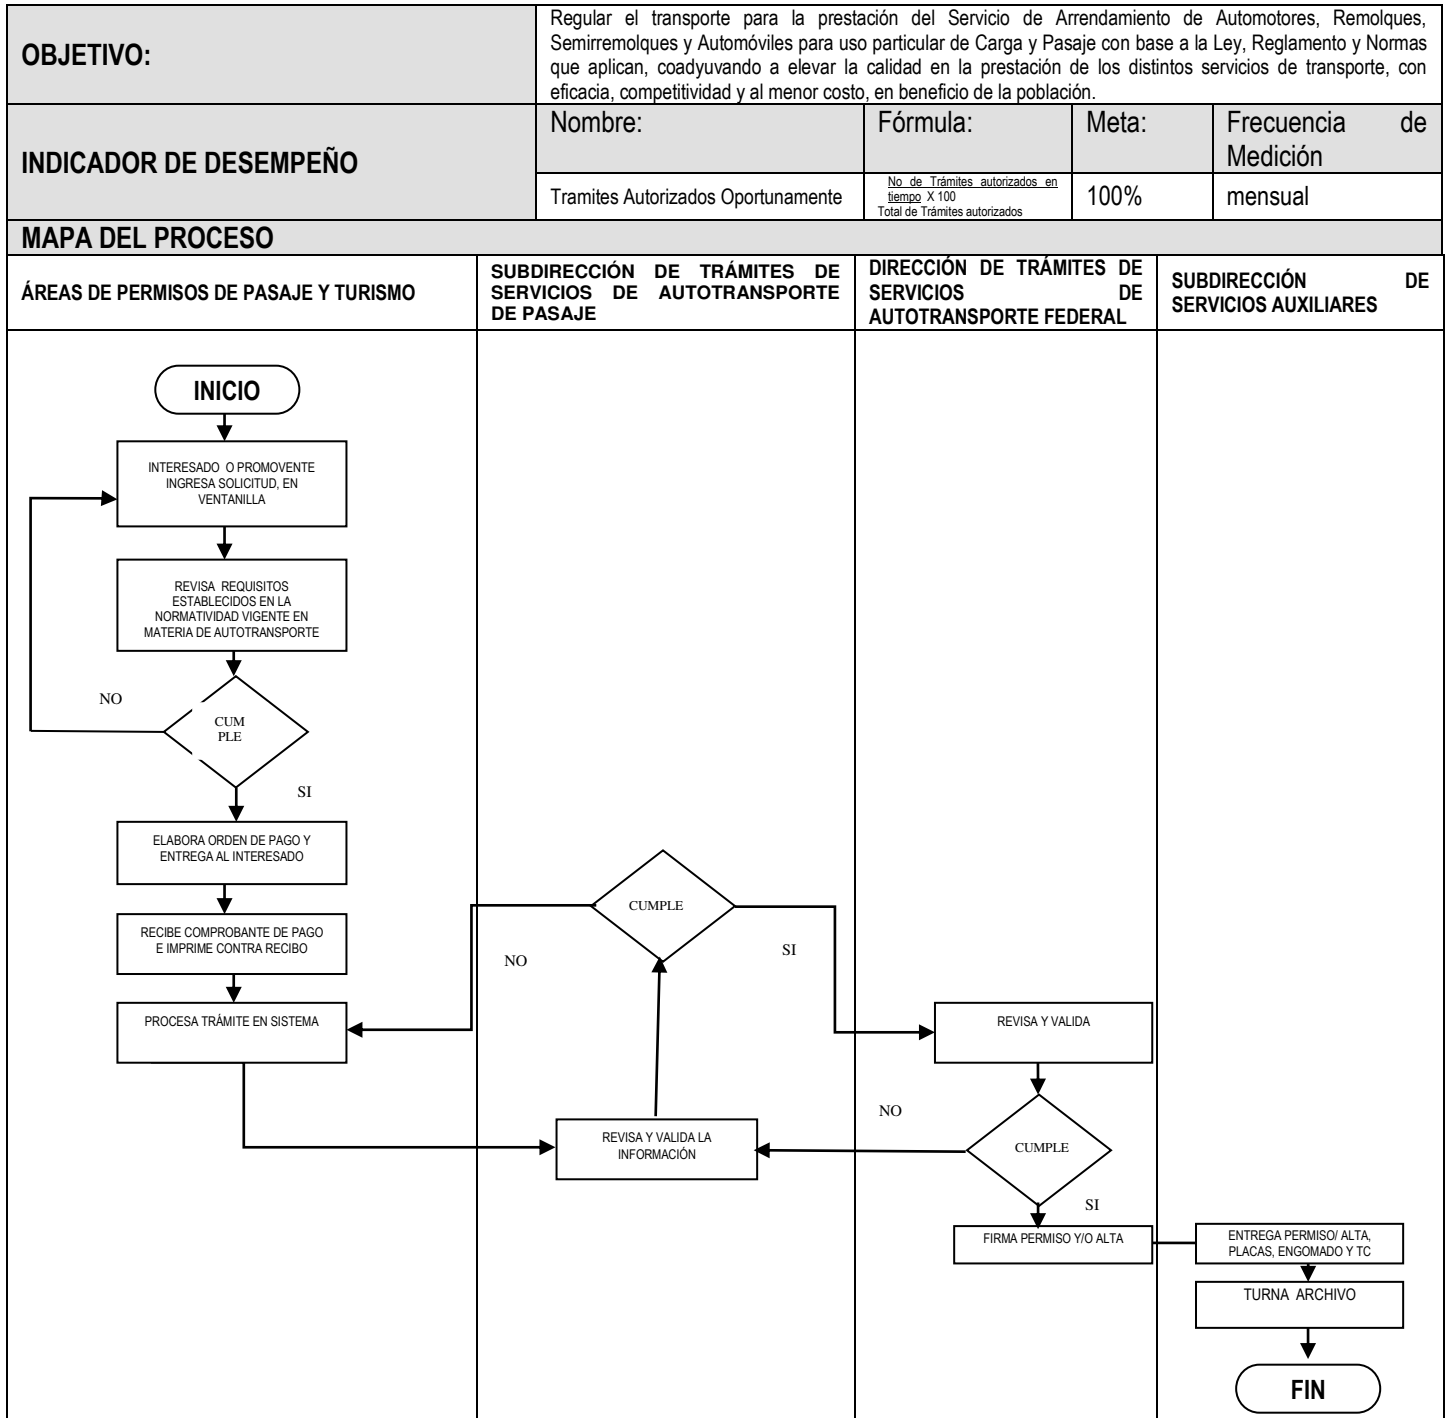 OBJETIVO:
Regular el transporte para la prestación del Servicio de Arrendamiento de Automotores, Remolques,
Semirremolques y Automóviles para uso particular de Carga y Pasaje con base a la Ley, Reglamento y Normas
que aplican, coadyuvando a elevar la calidad en la prestación de los distintos servicios de transporte, con
eficacia, competitividad y al menor costo, en beneficio de la población.
INDICADOR DE DESEMPEÑO
Nombre:
Fórmula:
Meta:
Frecuencia de
Medición
Tramites Autorizados Oportunamente
No de Trámites autorizados en
tiempo X 100
Total de Trámites autorizados
100%
mensual
MAPA DEL PROCESO
ÁREAS DE PERMISOS DE PASAJE Y TURISMO
SUBDIRECCIÓN DE TRÁMITES DE
SERVICIOS DE AUTOTRANSPORTE
DE PASAJE
DIRECCIÓN DE TRÁMITES DE
SERVICIOS DE
AUTOTRANSPORTE FEDERAL
SUBDIRECCIÓN DE
SERVICIOS AUXILIARES
INICIO
INTERESADO O PROMOVENTE
INGRESA SOLICITUD, EN
VENTANILLA
REVISA REQUISITOS
ESTABLECIDOS EN LA
NORMATIVIDAD VIGENTE EN
MATERIA DE AUTOTRANSPORTE
NO
CUM
PLE
SI
ELABORA ORDEN DE PAGO Y
ENTREGA AL INTERESADO
RECIBE COMPROBANTE DE PAGO
E IMPRIME CONTRA RECIBO
PROCESA TRÁMITE EN SISTEMA
CUMPLE
NO
SI
REVISA Y VALIDA LA
INFORMACIÓN
REVISA Y VALIDA
NO
CUMPLE
SI
FIRMA PERMISO Y/O ALTA
ENTREGA PERMISO/ ALTA,
PLACAS, ENGOMADO Y TC
TURNA ARCHIVO
FIN